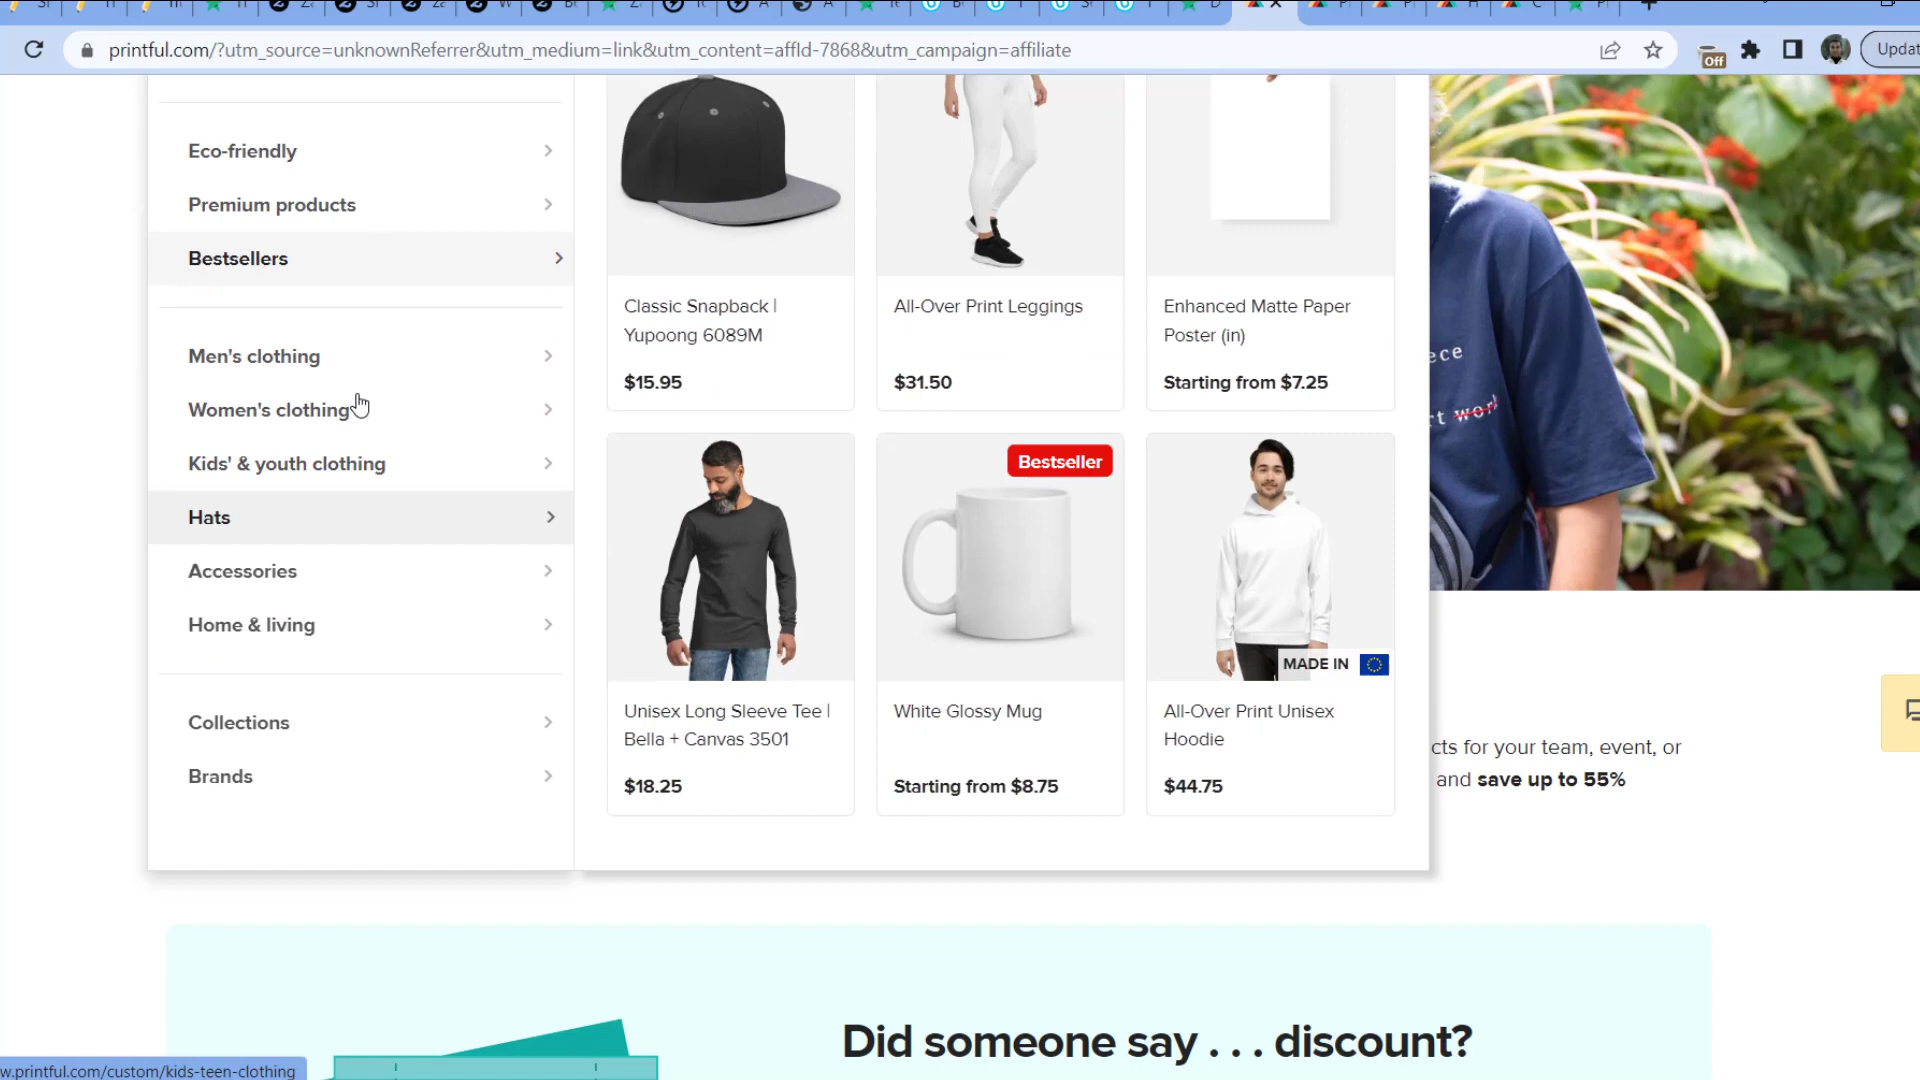 printful.com/?utm_source=unknownReferrer&utm_medium=link&utm_content=affId-7868&utm_campaign=affiliate
Off
Updat
Eco-friendly
Premium products
Bestsellers
Men's clothing
Women's clothing
Kids' & youth clothing
Hats
Accessories
Home & living
Collections
Brands
Classic Snapback |
Yupoong 6089M
$15.95
All-Over Print Leggings
$31.50
Enhanced Matte Paper
Poster (in)
Starting from $7.25
Unisex Long Sleeve Tee |
Bella + Canvas 3501
$18.25
Bestseller
White Glossy Mug
Starting from $8.75
MADE IN
All-Over Print Unisex
Hoodie
$44.75
ece
rt work
cts for your team, event, or
and save up to 55%
Did someone say . . . discount?
w.printful.com/custom/kids-teen-clothing